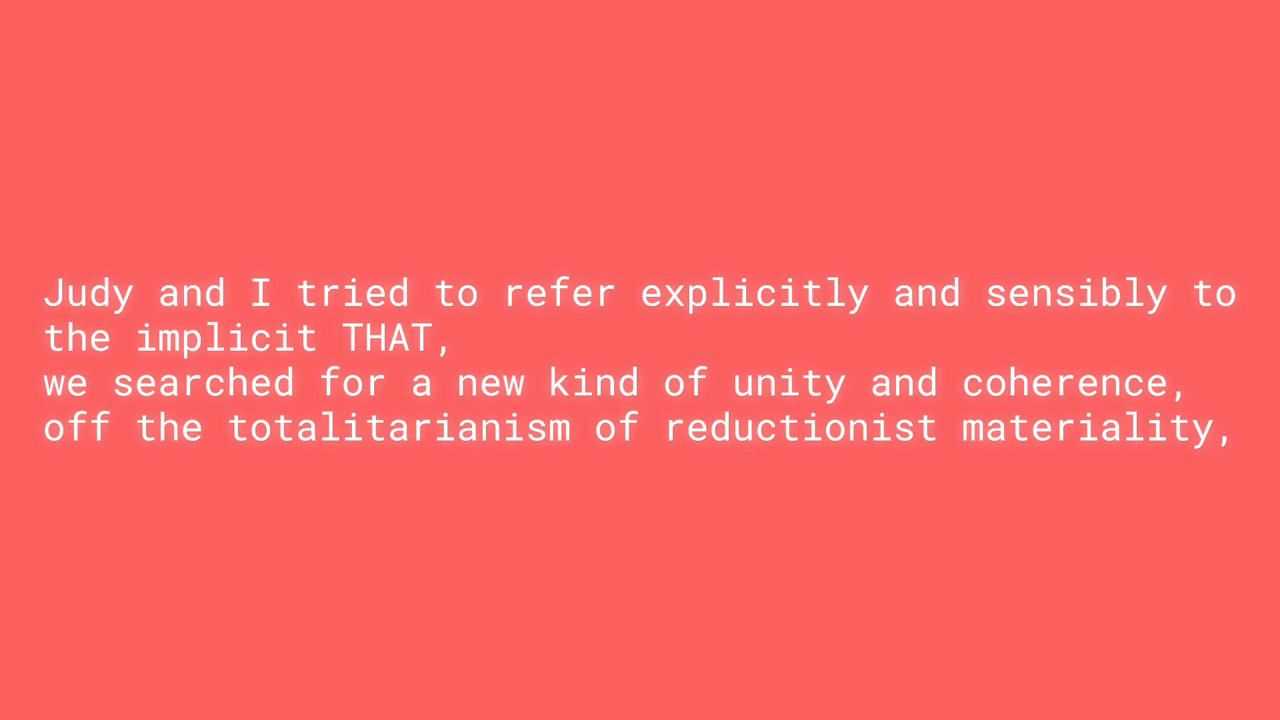 Judy and I tried to refer explicitly and sensibly to
the implicit THAT,
we searched for a new kind of unity and coherence,
off the totalitarianism of reductionist materiality,